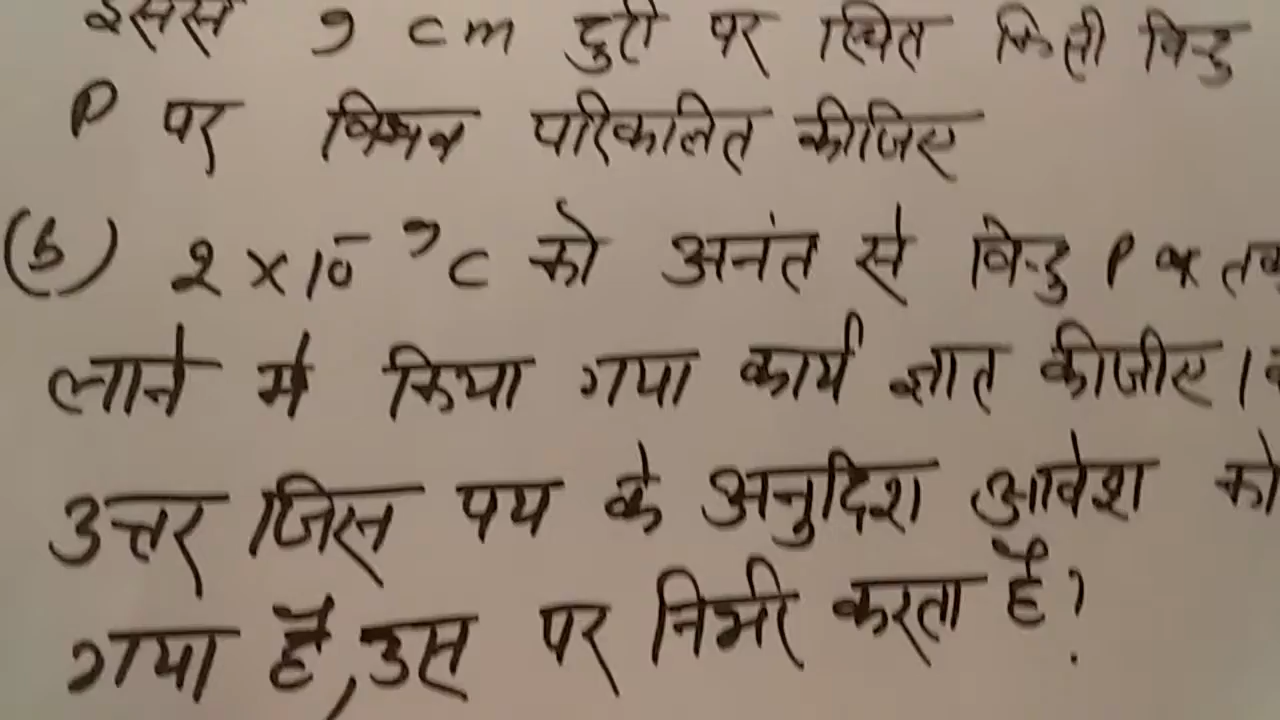 इससे 9 cm दुरी पर स्थित किसी बिन्दु
P पर विभव परिकलित कीजिए
(b) 2 × 10⁻⁹ C को अनंत से बिन्दु P तक
लाने मे किया गया कार्य ज्ञात कीजीए।
उत्तर जिस पथ के अनुदिश आवेश को
गया है, उस पर निर्भर करता है?